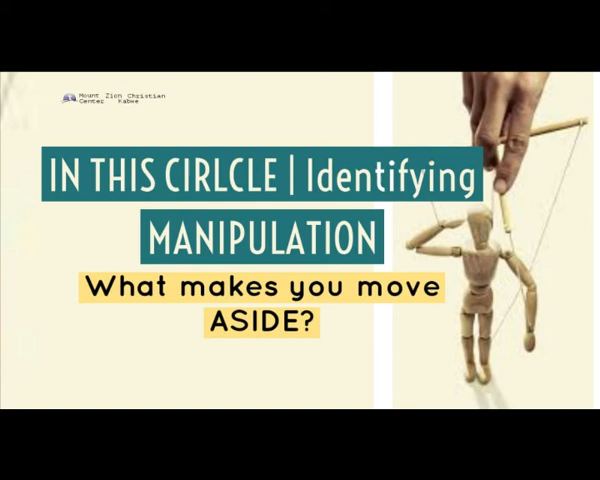 Mount Zion Christian
Center Kabwe
IN THIS CIRLCLE | Identifying
MANIPULATION
What makes you move
ASIDE?